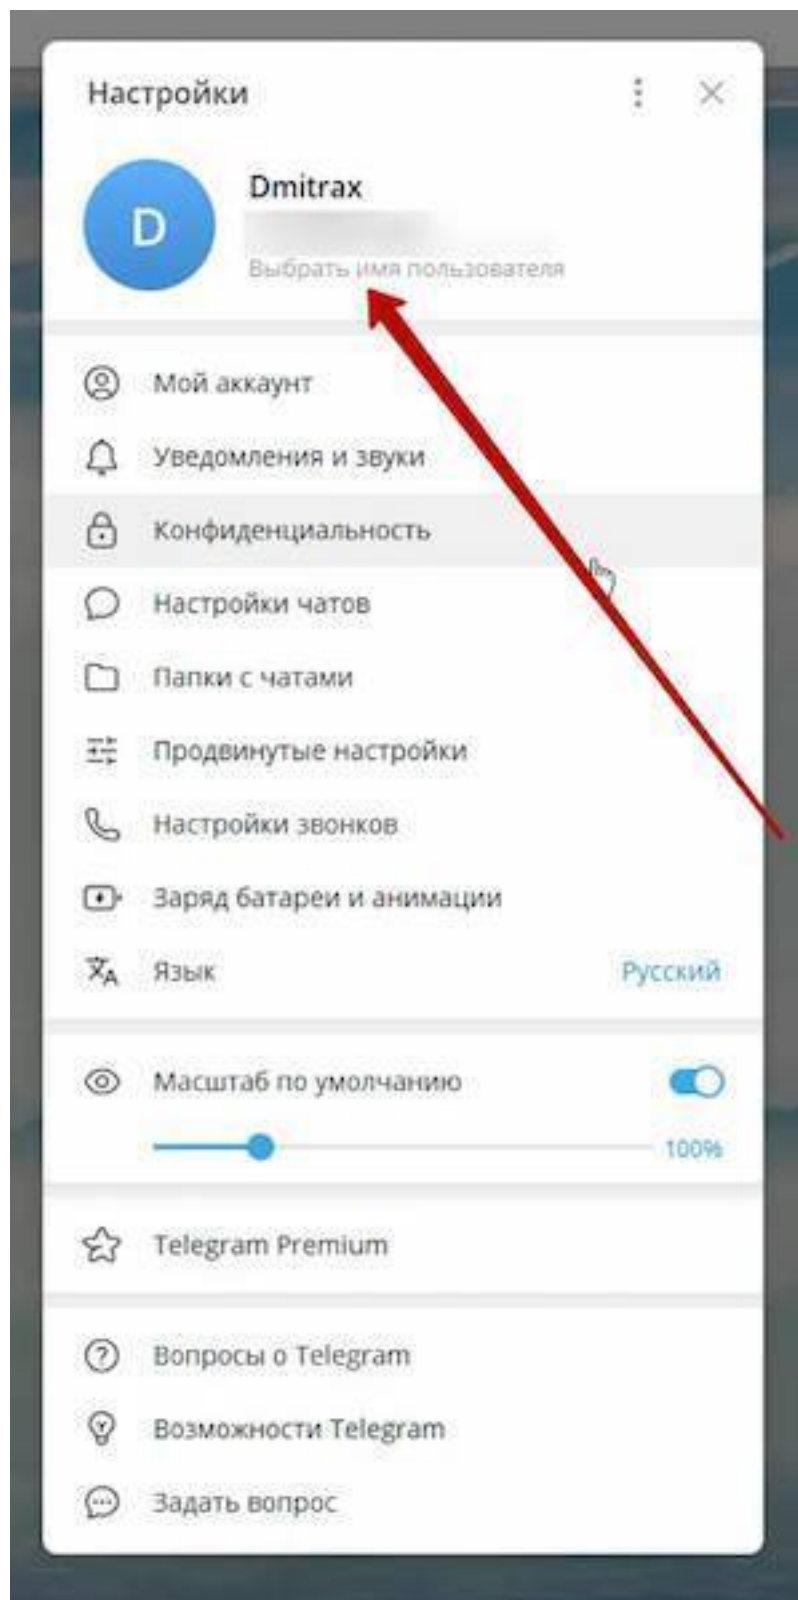 Настройки
D
Dmitrax
Выбрать имя пользователя
Мой аккаунт
Уведомления и звуки
Конфиденциальность
Настройки чатов
Папки с чатами
Продвинутые настройки
Настройки звонков
Заряд батареи и анимации
Язык Русский
Масштаб по умолчанию
100%
Telegram Premium
Вопросы о Telegram
Возможности Telegram
Задать вопрос